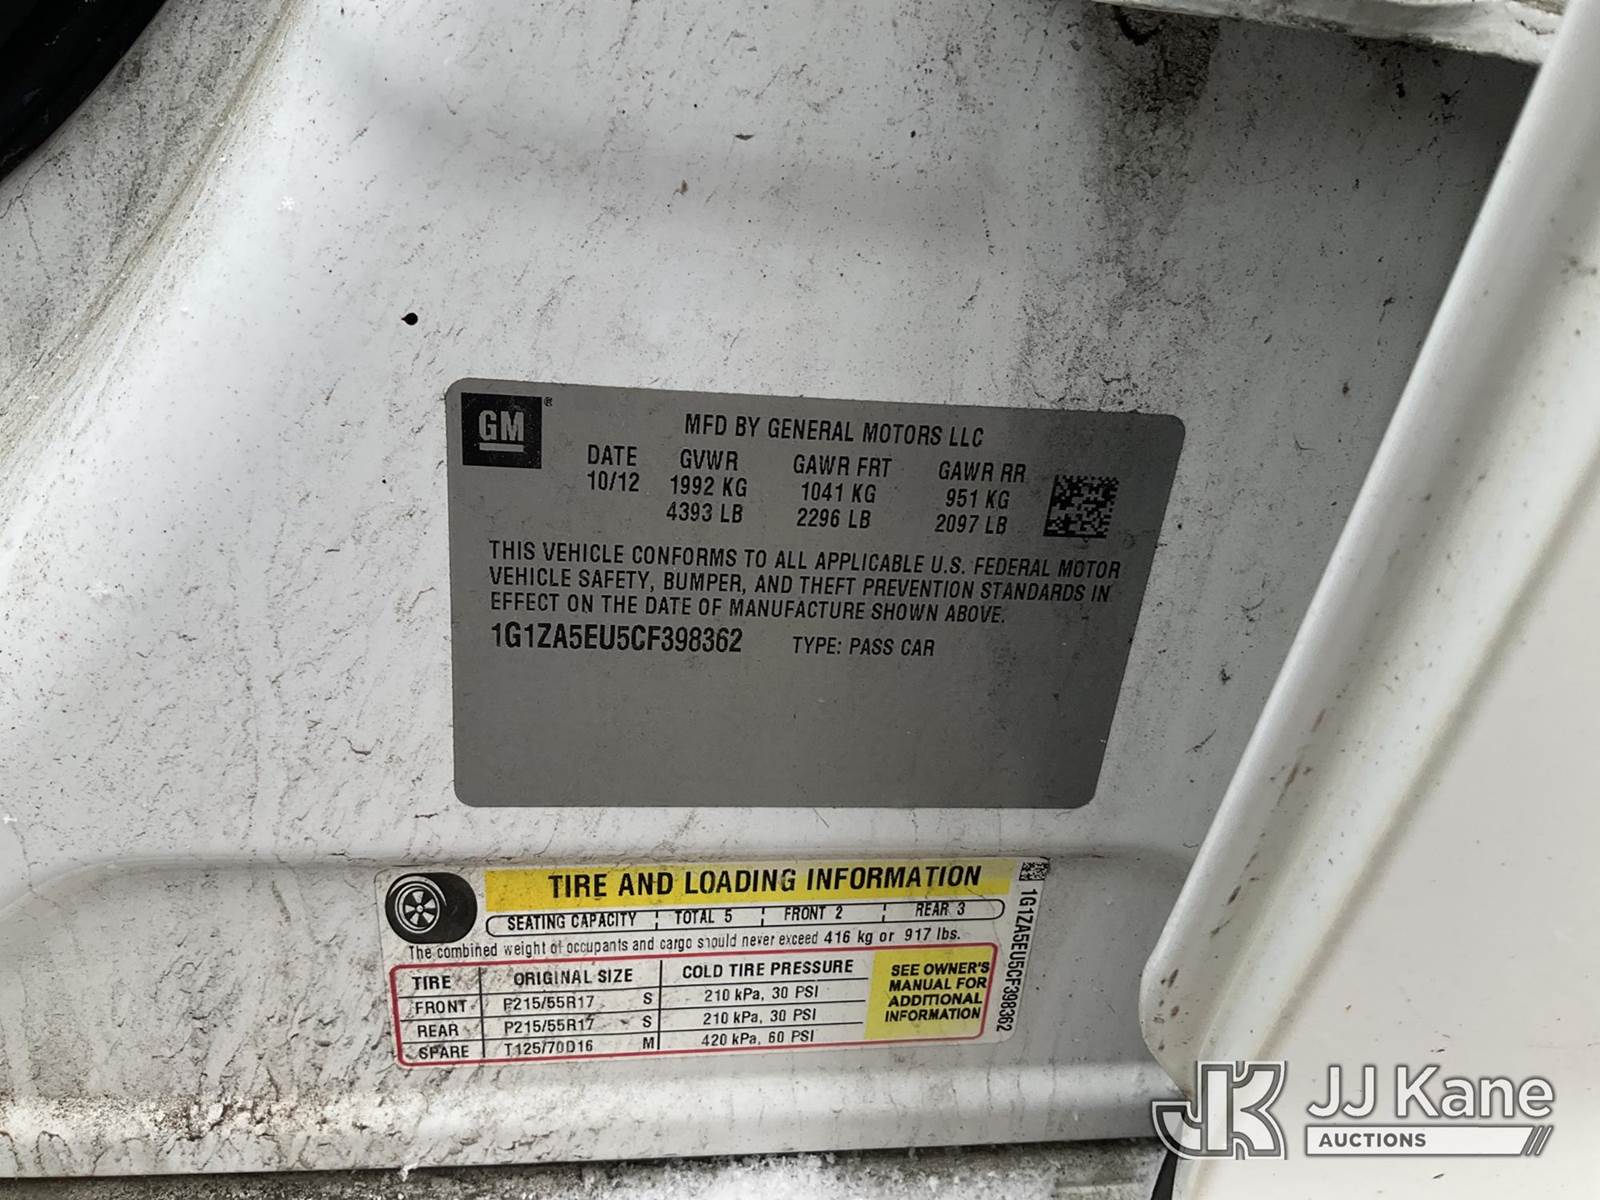 GM ®
MFD BY GENERAL MOTORS LLC
DATE GVWR GAWR FRT GAWR RR
10/12 1992 KG 1041 KG 951 KG
4393 LB 2296 LB 2097 LB
THIS VEHICLE CONFORMS TO ALL APPLICABLE U.S. FEDERAL MOTOR
VEHICLE SAFETY, BUMPER, AND THEFT PREVENTION STANDARDS IN
EFFECT ON THE DATE OF MANUFACTURE SHOWN ABOVE.
1G1ZA5EU5CF398362 TYPE: PASS CAR
TIRE AND LOADING INFORMATION
SEATING CAPACITY TOTAL 5 FRONT 2 REAR 3
The combined weight of occupants and cargo should never exceed 416 kg or 917 lbs.
TIRE ORIGINAL SIZE COLD TIRE PRESSURE
FRONT P215/55R17 S 210 kPa, 30 PSI
REAR P215/55R17 S 210 kPa, 30 PSI
SPARE T125/70D16 M 420 kPa, 60 PSI
SEE OWNER'S
MANUAL FOR
ADDITIONAL
INFORMATION
1G1ZA5EU5CF398362
JK
JJ Kane
AUCTIONS